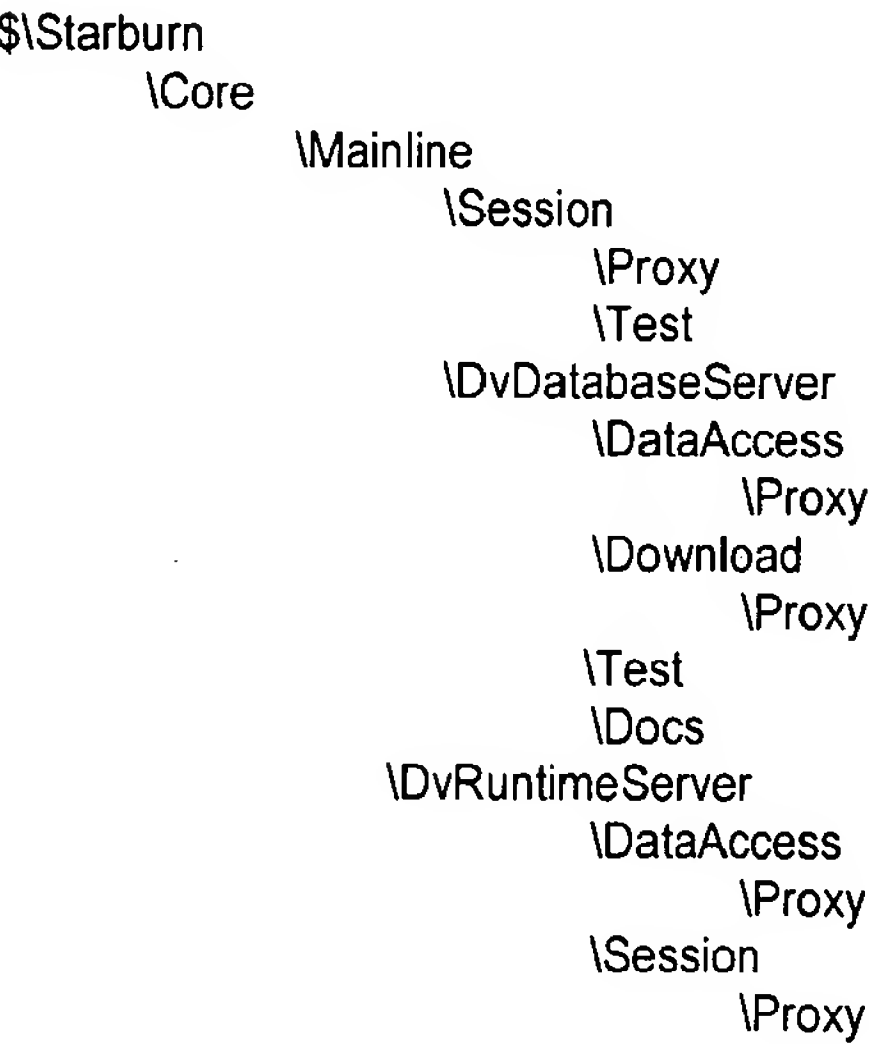 $\Starburn
\Core
\Mainline
\Session
\Proxy
\Test
\DvDatabaseServer
\DataAccess
\Proxy
\Download
\Proxy
\Test
\Docs
\DvRuntimeServer
\DataAccess
\Proxy
\Session
\Proxy